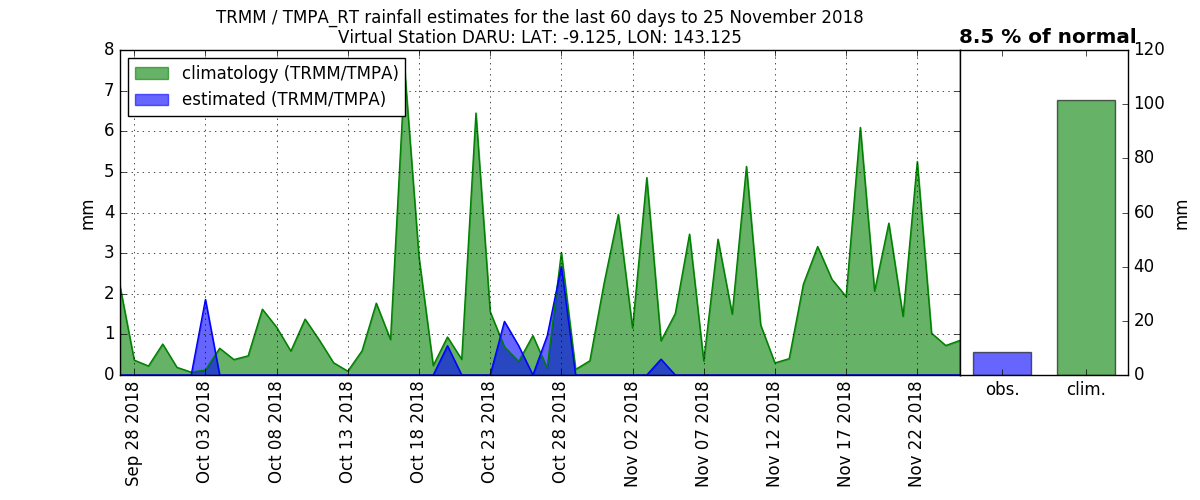 TRMM / TMPA_RT rainfall estimates for the last 60 days to 25 November 2018
Virtual Station DARU: LAT: -9.125, LON: 143.125
8.5 % of normal
climatology (TRMM/TMPA)
estimated (TRMM/TMPA)
mm
8
7
6
5
4
3
2
1
0
Sep 28 2018
Oct 03 2018
Oct 08 2018
Oct 13 2018
Oct 18 2018
Oct 23 2018
Oct 28 2018
Nov 02 2018
Nov 07 2018
Nov 12 2018
Nov 17 2018
Nov 22 2018
obs.
clim.
120
100
80
60
40
20
0
mm